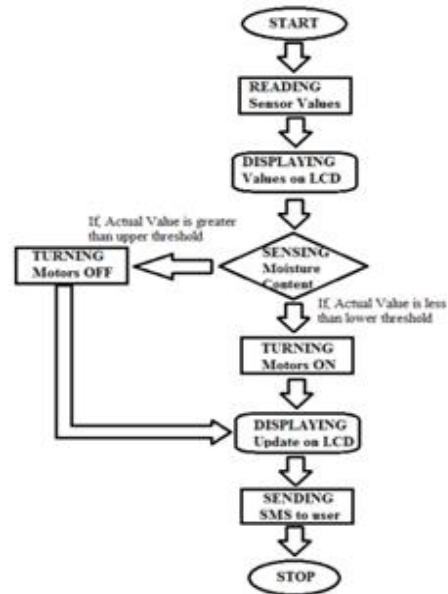 START
READING
Sensor Values
DISPLAYING
Values on LCD
If, Actual Value is greater
than upper threshold
TURNING
Motors OFF
SENSING
Moisture
Content
If, Actual Value is less
than lower threshold
TURNING
Motors ON
DISPLAYING
Update on LCD
SENDING
SMS to user
STOP